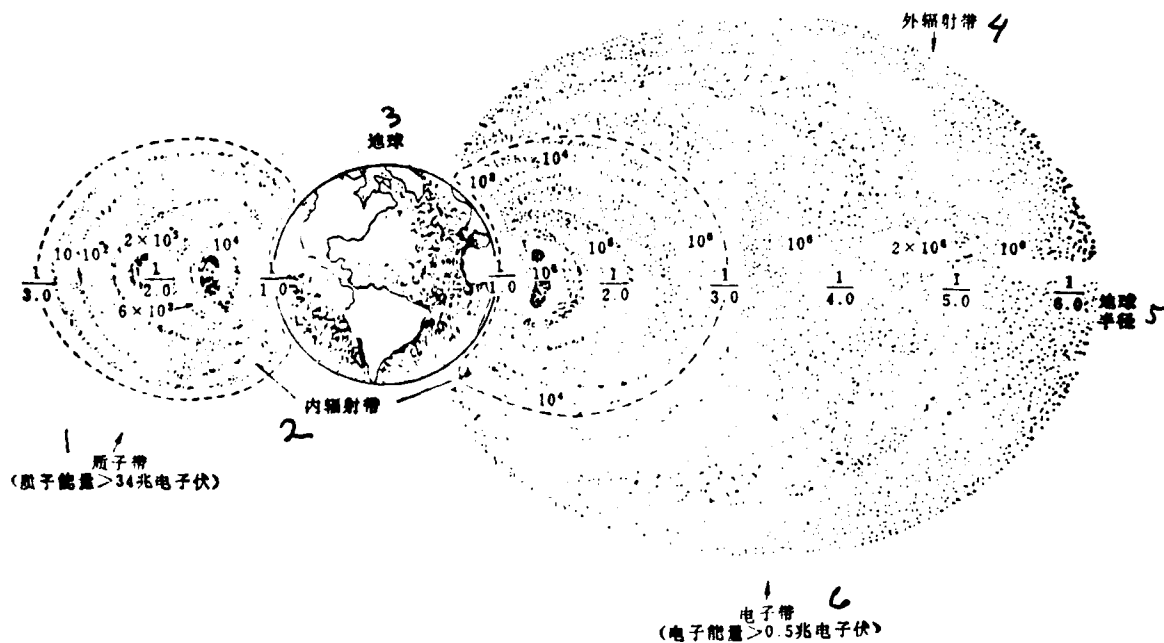 外辐射带 4
3
地球
10⁴
10⁸
10·10² 2×10³ 10⁴ 10⁶ 10⁶ 10⁶ 2×10⁶ 10⁶
1 1 1 1 10⁶ 1 1 1 1 1
3.0 2.0 1.0 1.0 2.0 3.0 4.0 5.0 6.0
地球
半径 5
6×10³
10⁴
内辐射带
2
1
质子带
(质子能量>34兆电子伏)
电子带 6
(电子能量>0.5兆电子伏)